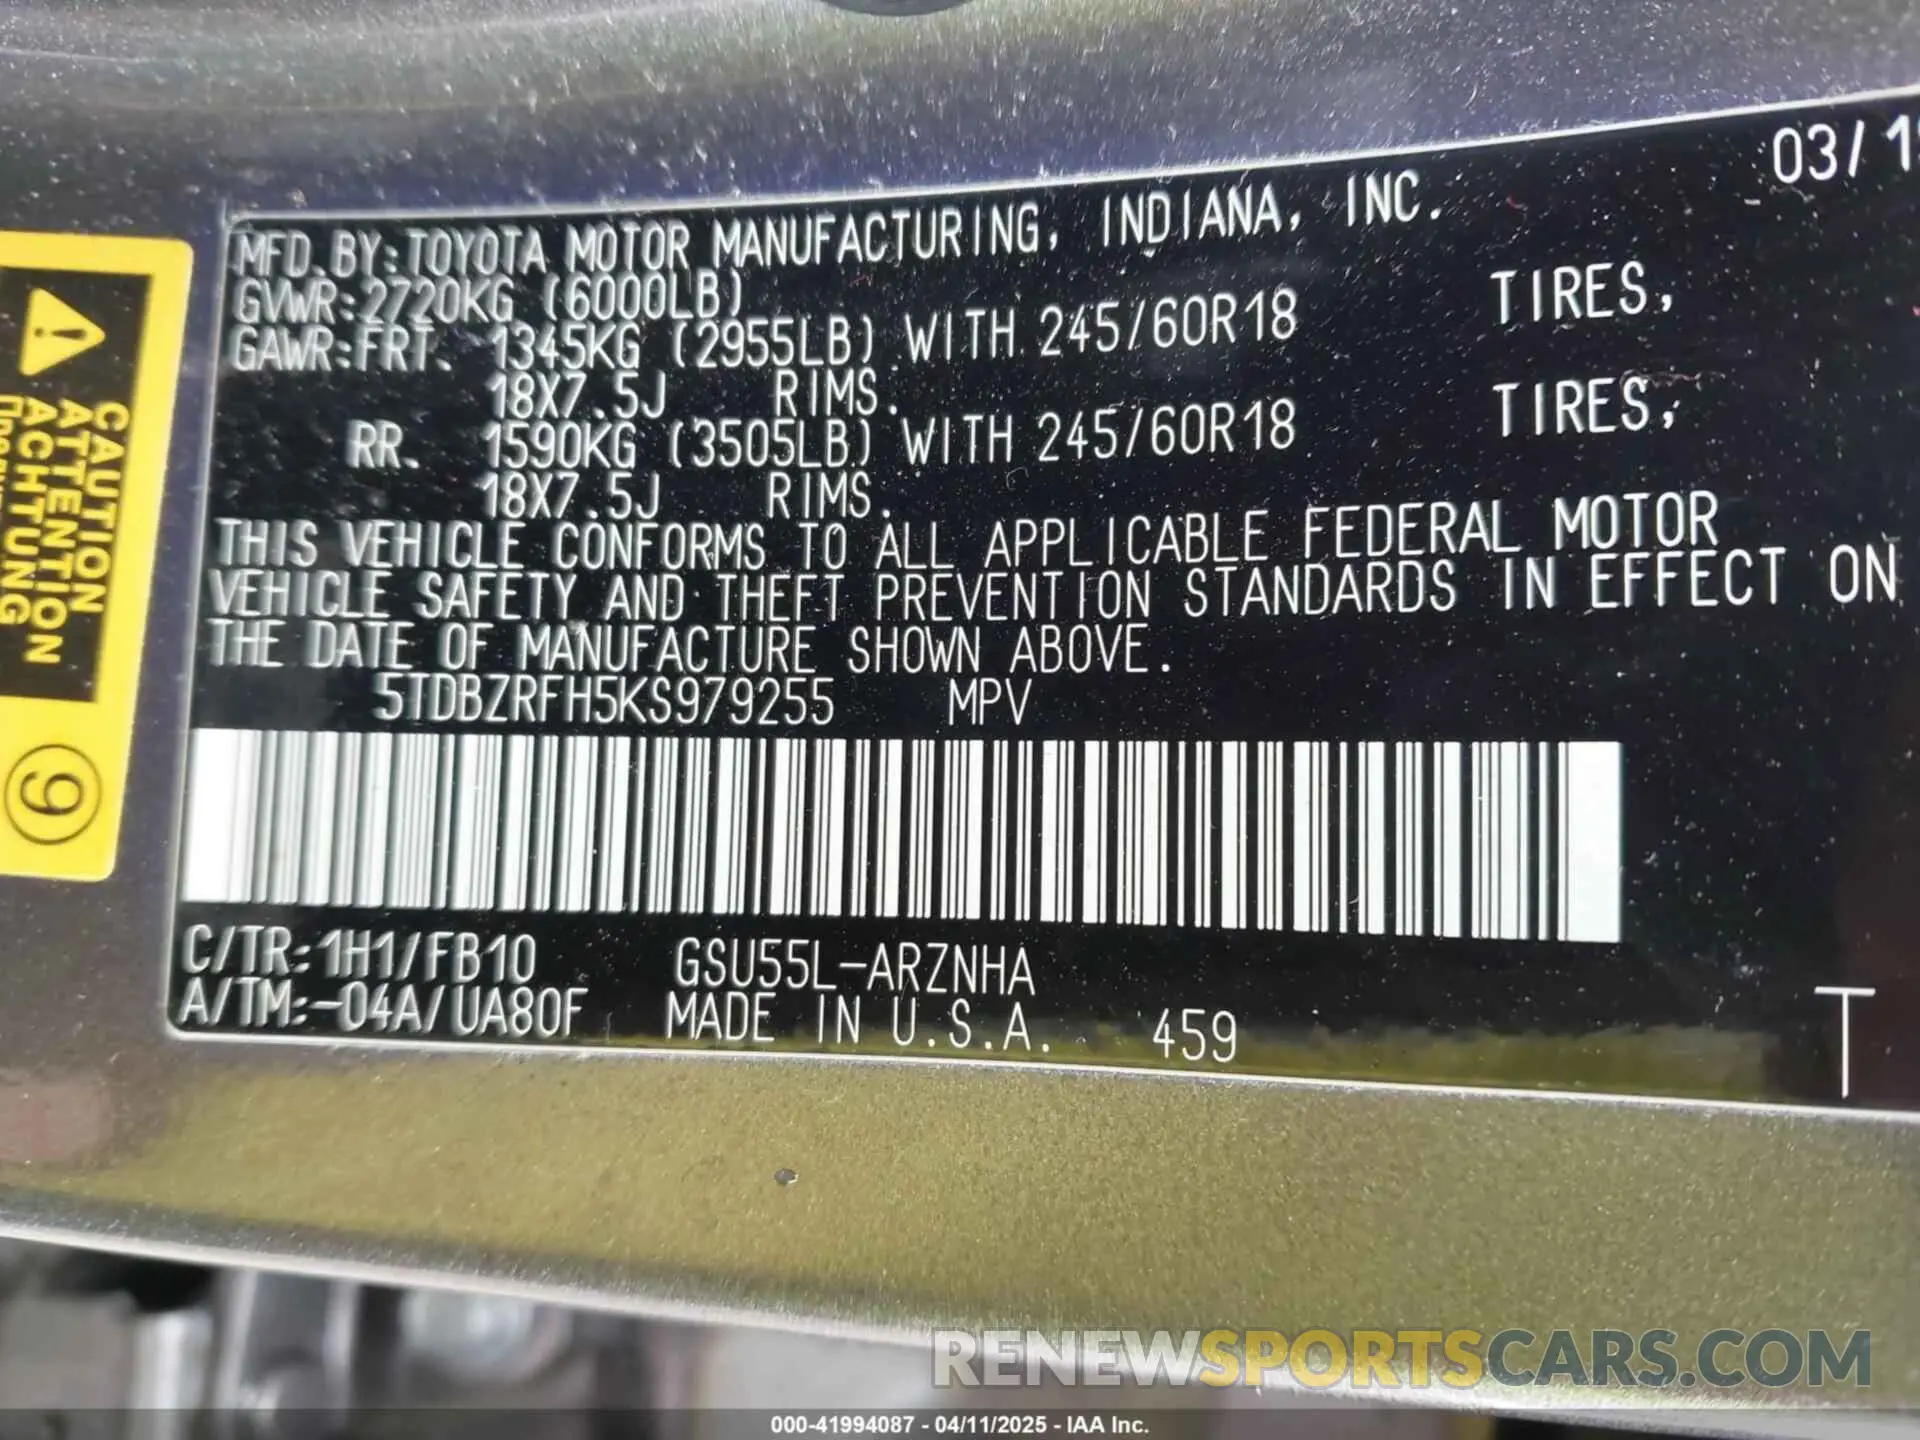 03/1
MFD. BY: TOYOTA MOTOR MANUFACTURING, INDIANA, INC.
GVWR: 2720KG (6000LB)
GAWR: FRT. 1345KG (2955LB) WITH 245/60R18 TIRES,
18X7.5J RIMS.
RR. 1590KG (3505LB) WITH 245/60R18 TIRES,
18X7.5J RIMS.
THIS VEHICLE CONFORMS TO ALL APPLICABLE FEDERAL MOTOR
VEHICLE SAFETY AND THEFT PREVENTION STANDARDS IN EFFECT ON
THE DATE OF MANUFACTURE SHOWN ABOVE.
5TDBZRFH5KS979255 MPV
C/TR: 1H1/FB10 GSU55L-ARZNHA
A/TM: -04A/UA80F MADE IN U.S.A. 459
T
CAUTION
ATTENTION
ACHTUNG
9
RENEWSPORTSCARS.COM
000-41994087 - 04/11/2025 - IAA Inc.